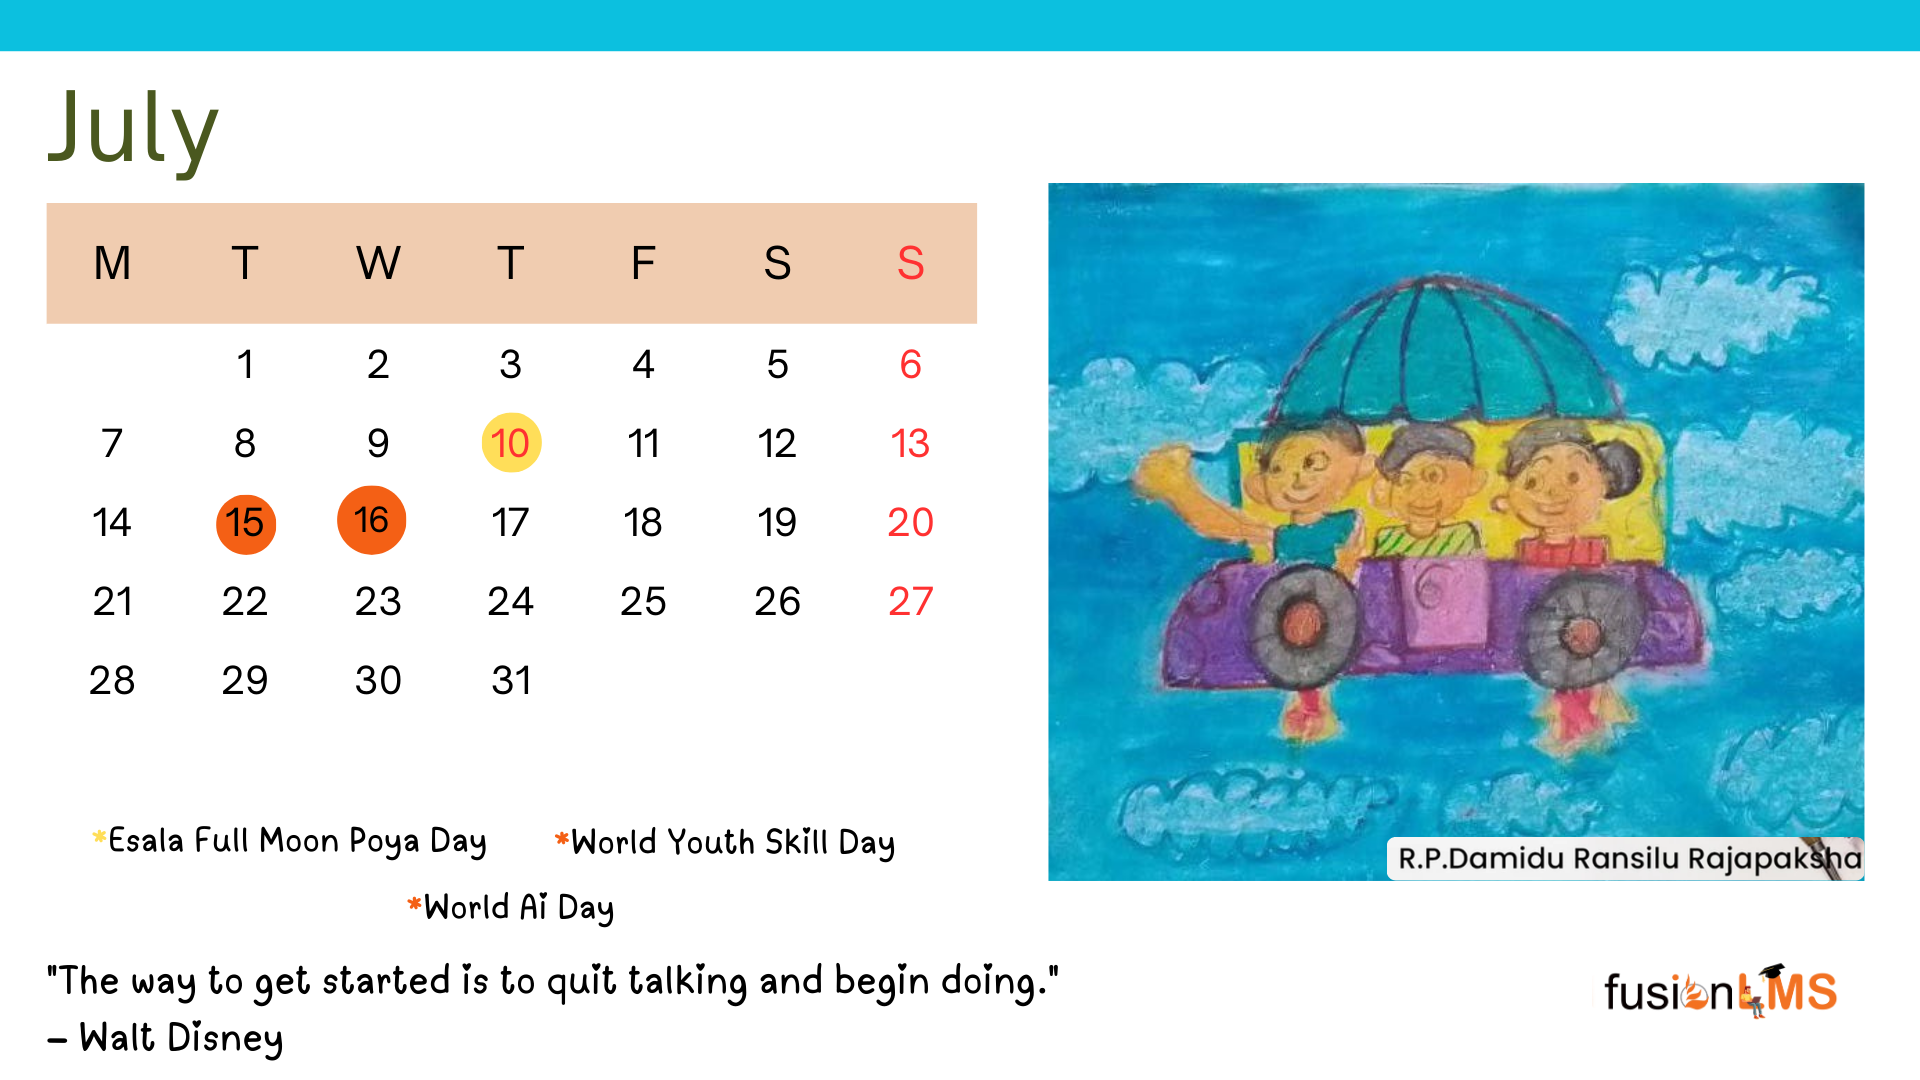 July
M T W T F S S
1 2 3 4 5 6
7 8 9 10 11 12 13
14 15 16 17 18 19 20
21 22 23 24 25 26 27
28 29 30 31
*Esala Full Moon Poya Day *World Youth Skill Day
*World Ai Day
"The way to get started is to quit talking and begin doing."
– Walt Disney
R.P.Damidu Ransilu Rajapaksha
fusionLMS